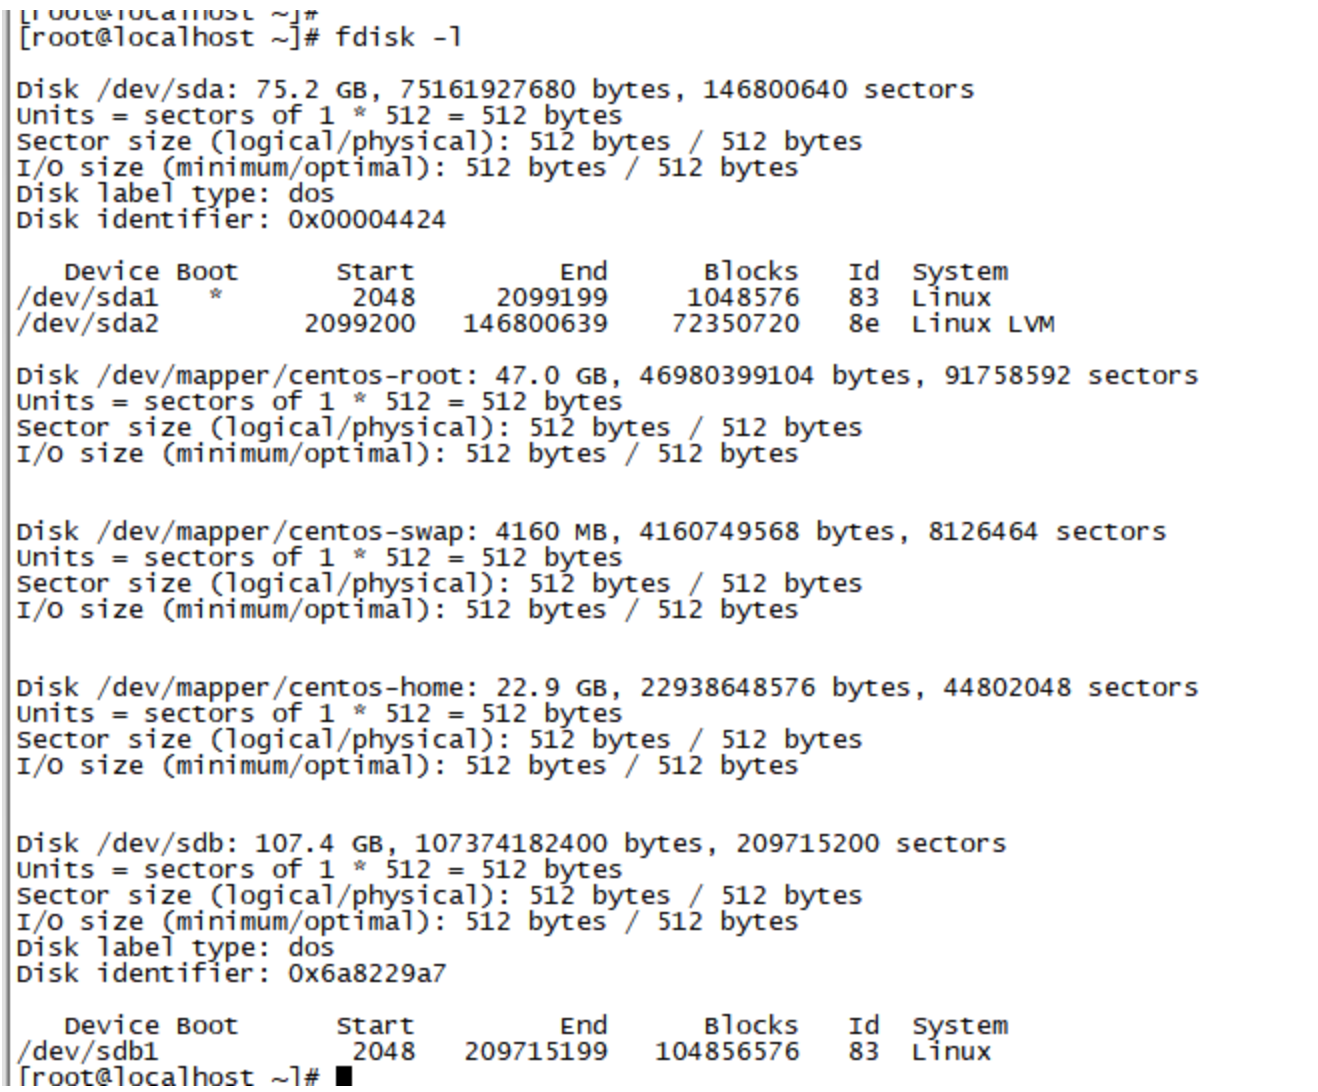 [root@localhost ~]#
[root@localhost ~]# fdisk -l
Disk /dev/sda: 75.2 GB, 75161927680 bytes, 146800640 sectors
Units = sectors of 1 * 512 = 512 bytes
Sector size (logical/physical): 512 bytes / 512 bytes
I/O size (minimum/optimal): 512 bytes / 512 bytes
Disk label type: dos
Disk identifier: 0x00004424
Device Boot Start End Blocks Id System
/dev/sda1 * 2048 2099199 1048576 83 Linux
/dev/sda2 2099200 146800639 72350720 8e Linux LVM
Disk /dev/mapper/centos-root: 47.0 GB, 46980399104 bytes, 91758592 sectors
Units = sectors of 1 * 512 = 512 bytes
Sector size (logical/physical): 512 bytes / 512 bytes
I/O size (minimum/optimal): 512 bytes / 512 bytes
Disk /dev/mapper/centos-swap: 4160 MB, 4160749568 bytes, 8126464 sectors
Units = sectors of 1 * 512 = 512 bytes
Sector size (logical/physical): 512 bytes / 512 bytes
I/O size (minimum/optimal): 512 bytes / 512 bytes
Disk /dev/mapper/centos-home: 22.9 GB, 22938648576 bytes, 44802048 sectors
Units = sectors of 1 * 512 = 512 bytes
Sector size (logical/physical): 512 bytes / 512 bytes
I/O size (minimum/optimal): 512 bytes / 512 bytes
Disk /dev/sdb: 107.4 GB, 107374182400 bytes, 209715200 sectors
Units = sectors of 1 * 512 = 512 bytes
Sector size (logical/physical): 512 bytes / 512 bytes
I/O size (minimum/optimal): 512 bytes / 512 bytes
Disk label type: dos
Disk identifier: 0x6a8229a7
Device Boot Start End Blocks Id System
/dev/sdb1 2048 209715199 104856576 83 Linux
[root@localhost ~]#